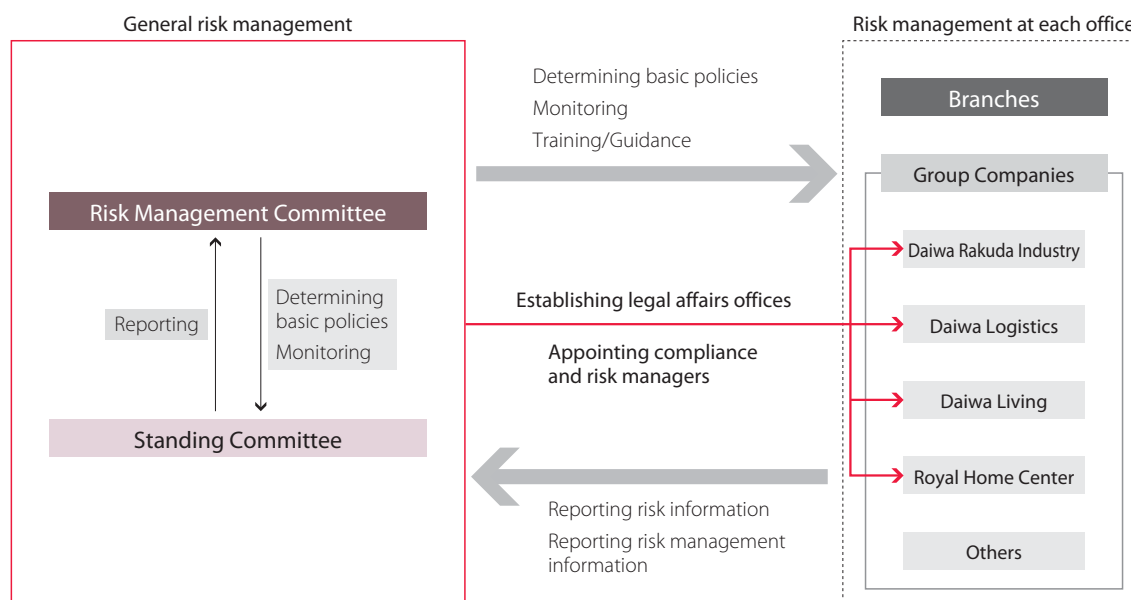 General risk management
Risk Management Committee
Reporting
Determining
basic policies
Monitoring
Standing Committee
Determining basic policies
Monitoring
Training/Guidance
Establishing legal affairs offices
Appointing compliance
and risk managers
Reporting risk information
Reporting risk management
information
Risk management at each office
Branches
Group Companies
Daiwa Rakuda Industry
Daiwa Logistics
Daiwa Living
Royal Home Center
Others